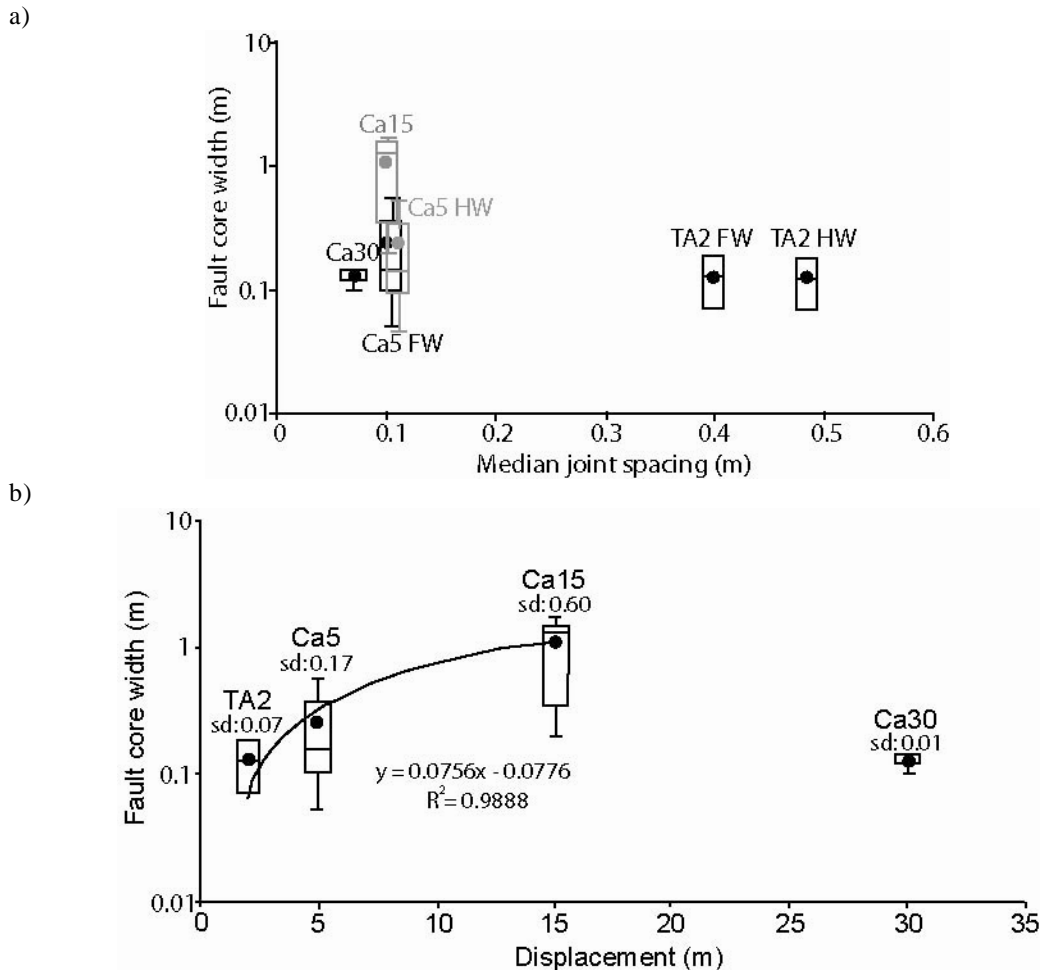 a)
10
1
0.1
0.01
Fault core width (m)
Ca15
Ca5 HW
Ca30
Ca5 FW
TA2 FW
TA2 HW
0
0.1
0.2
0.3
0.4
0.5
0.6
Median joint spacing (m)
b)
10
1
0.1
0.01
Fault core width (m)
TA2
sd:0.07
Ca5
sd:0.17
Ca15
sd:0.60
Ca30
sd:0.01
y = 0.0756x - 0.0776
R²= 0.9888
0
5
10
15
20
25
30
35
Displacement (m)